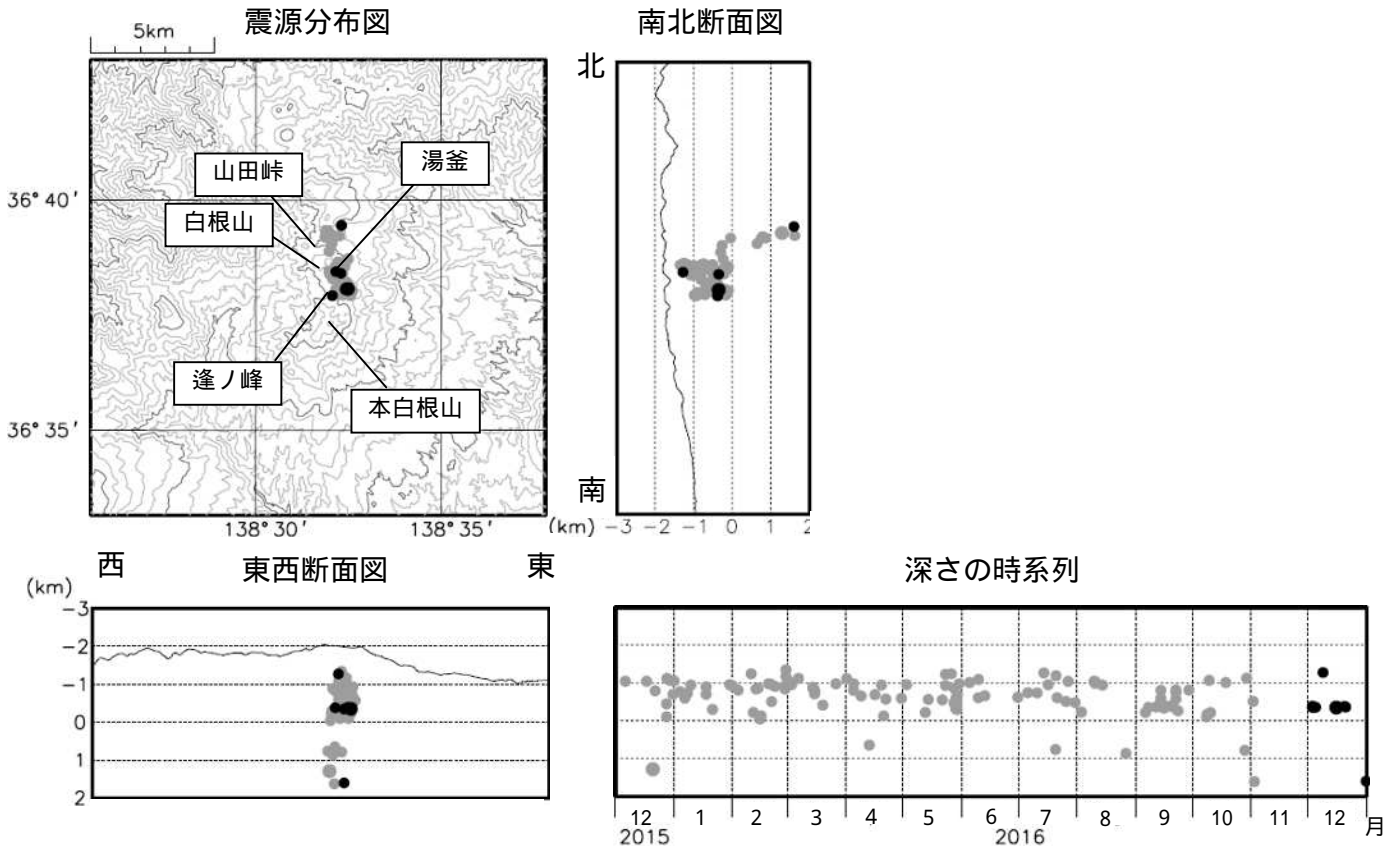 震源分布図
5km
湯釜
山田峠
白根山
逢ノ峰
本白根山
36°40′
36°35′
138°30′ 138°35′
南北断面図
北
南
(km) -3 -2 -1 0 1 2
東西断面図
西 東
(km)
-3
-2
-1
0
1
2
深さの時系列
12 1 2 3 4 5 6 7 8 9 10 11 12 月
2015 2016